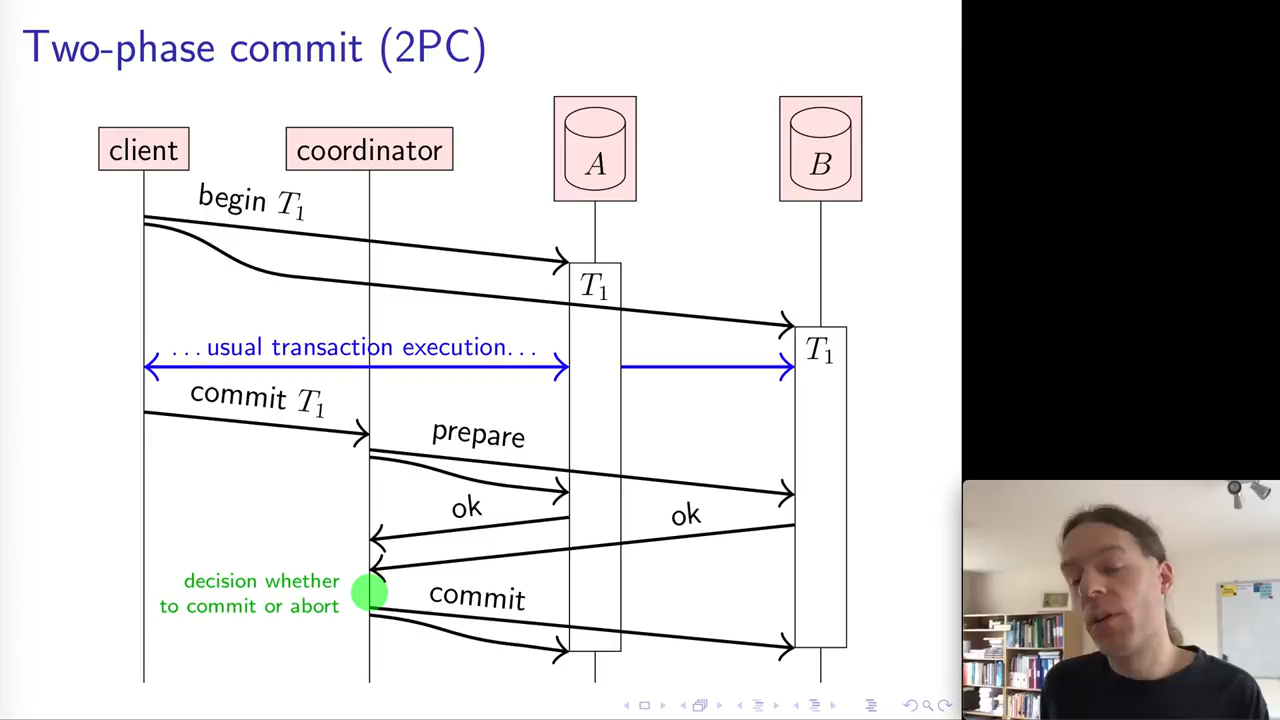 Two-phase commit (2PC)
client
coordinator
A
B
begin T₁
T₁
T₁
...usual transaction execution...
commit T₁
prepare
ok
ok
decision whether
to commit or abort
commit